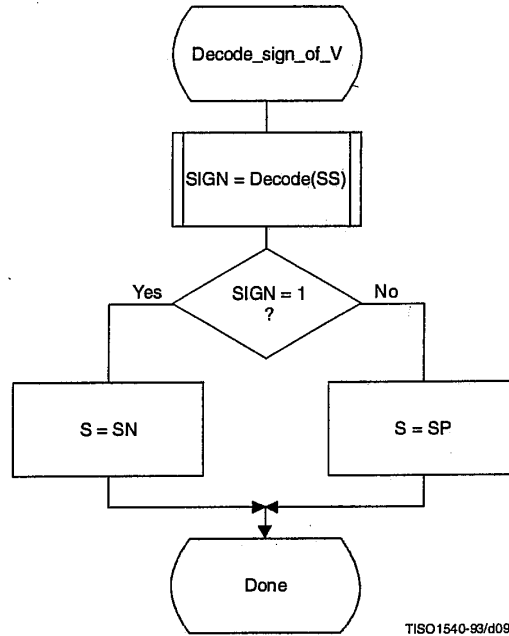 Decode_sign_of_V
SIGN = Decode(SS)
Yes
SIGN = 1
?
No
S = SN
S = SP
Done
TISO1540-93/d09